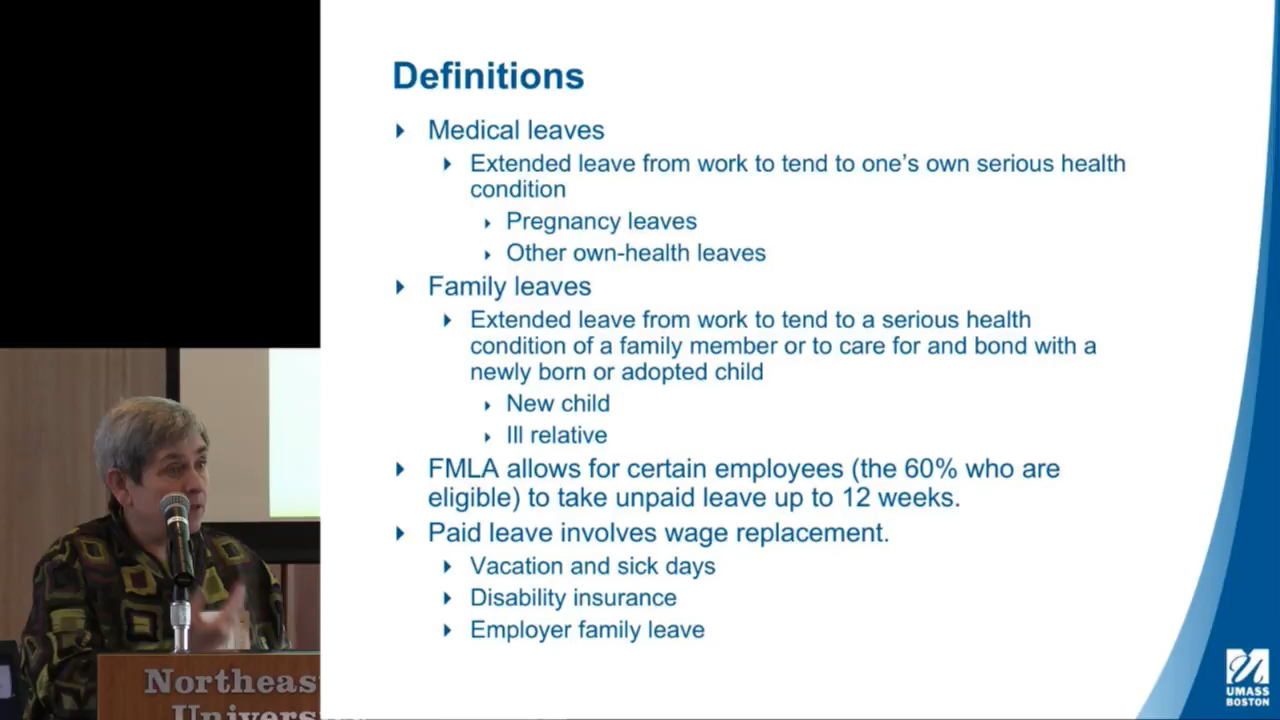 Definitions
Medical leaves
Extended leave from work to tend to one's own serious health
condition
Pregnancy leaves
Other own-health leaves
Family leaves
Extended leave from work to tend to a serious health
condition of a family member or to care for and bond with a
newly born or adopted child
New child
Ill relative
FMLA allows for certain employees (the 60% who are
eligible) to take unpaid leave up to 12 weeks.
Paid leave involves wage replacement.
Vacation and sick days
Disability insurance
Employer family leave
UMASS
BOSTON
Northeas
Universi